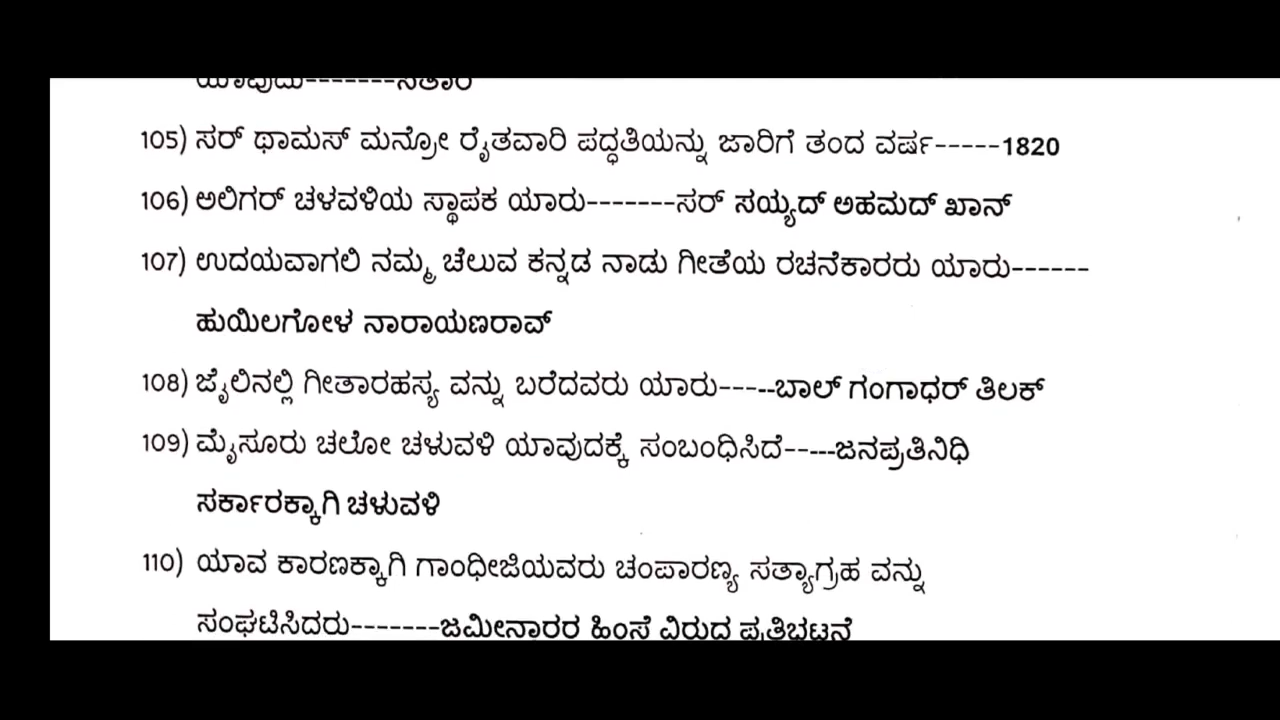 ಯಾವುದು-------ಸತಾರ
105) ಸರ್ ಥಾಮಸ್ ಮನ್ರೋ ರೈತವಾರಿ ಪದ್ಧತಿಯನ್ನು ಜಾರಿಗೆ ತಂದ ವರ್ಷ-----1820
106) ಅಲಿಗರ್ ಚಳವಳಿಯ ಸ್ಥಾಪಕ ಯಾರು-------ಸರ್ ಸಯ್ಯದ್ ಅಹಮದ್ ಖಾನ್
107) ಉದಯವಾಗಲಿ ನಮ್ಮ ಚೆಲುವ ಕನ್ನಡ ನಾಡು ಗೀತೆಯ ರಚನೆಕಾರರು ಯಾರು------
ಹುಯಿಲಗೋಳ ನಾರಾಯಣರಾವ್
108) ಜೈಲಿನಲ್ಲಿ ಗೀತಾರಹಸ್ಯ ವನ್ನು ಬರೆದವರು ಯಾರು-----ಬಾಲ್ ಗಂಗಾಧರ್ ತಿಲಕ್
109) ಮೈಸೂರು ಚಲೋ ಚಳುವಳಿ ಯಾವುದಕ್ಕೆ ಸಂಬಂಧಿಸಿದೆ-----ಜನಪ್ರತಿನಿಧಿ
ಸರ್ಕಾರಕ್ಕಾಗಿ ಚಳುವಳಿ
110) ಯಾವ ಕಾರಣಕ್ಕಾಗಿ ಗಾಂಧೀಜಿಯವರು ಚಂಪಾರಣ್ಯ ಸತ್ಯಾಗ್ರಹ ವನ್ನು
ಸಂಘಟಿಸಿದರು-------ಜಮೀನಾರರ ಹಿಂಸೆ ವಿರುದ ಪ್ರತಿಭಟನೆ